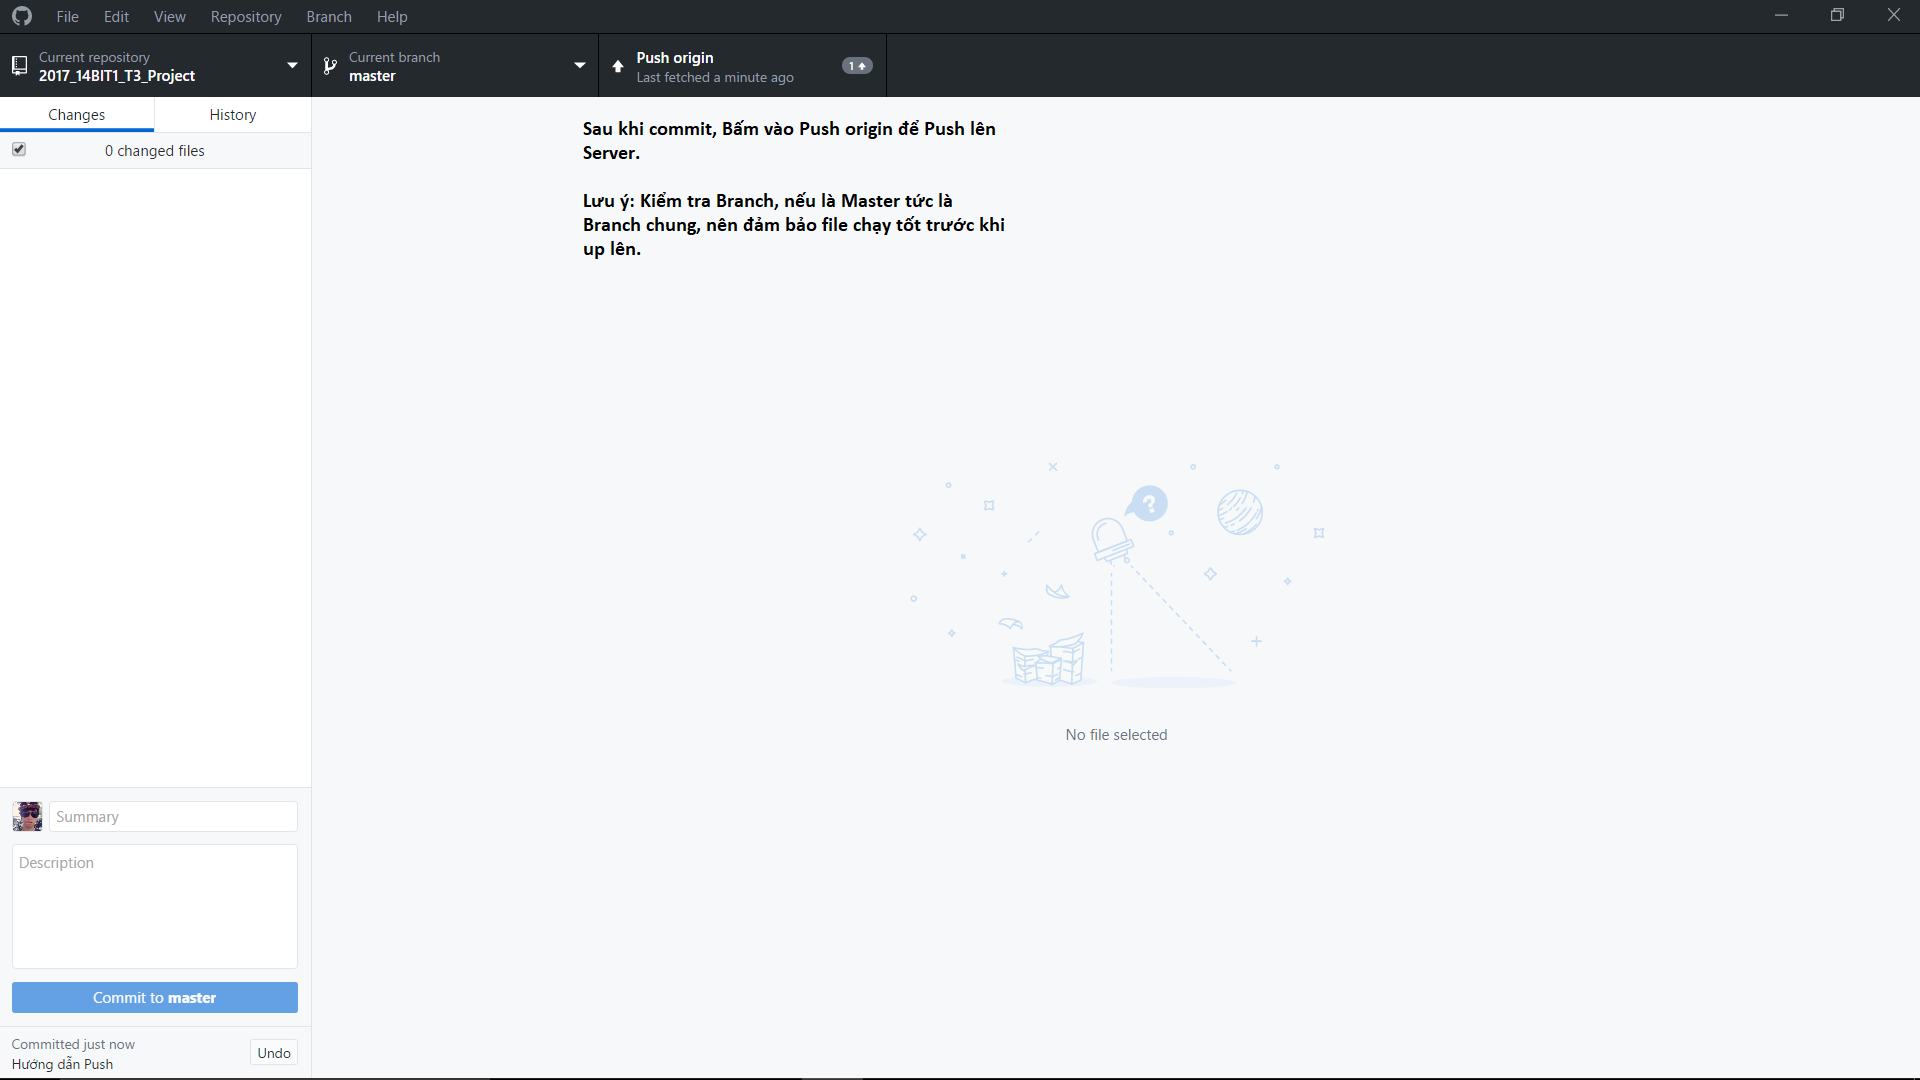 File Edit View Repository Branch Help
Current repository
2017_14BIT1_T3_Project
Current branch
master
Push origin
Last fetched a minute ago
1
Changes
History
0 changed files
Sau khi commit, Bấm vào Push origin để Push lên
Server.
Lưu ý: Kiểm tra Branch, nếu là Master tức là
Branch chung, nên đảm bảo file chạy tốt trước khi
up lên.
?
No file selected
Summary
Description
Commit to master
Committed just now
Hướng dẫn Push
Undo